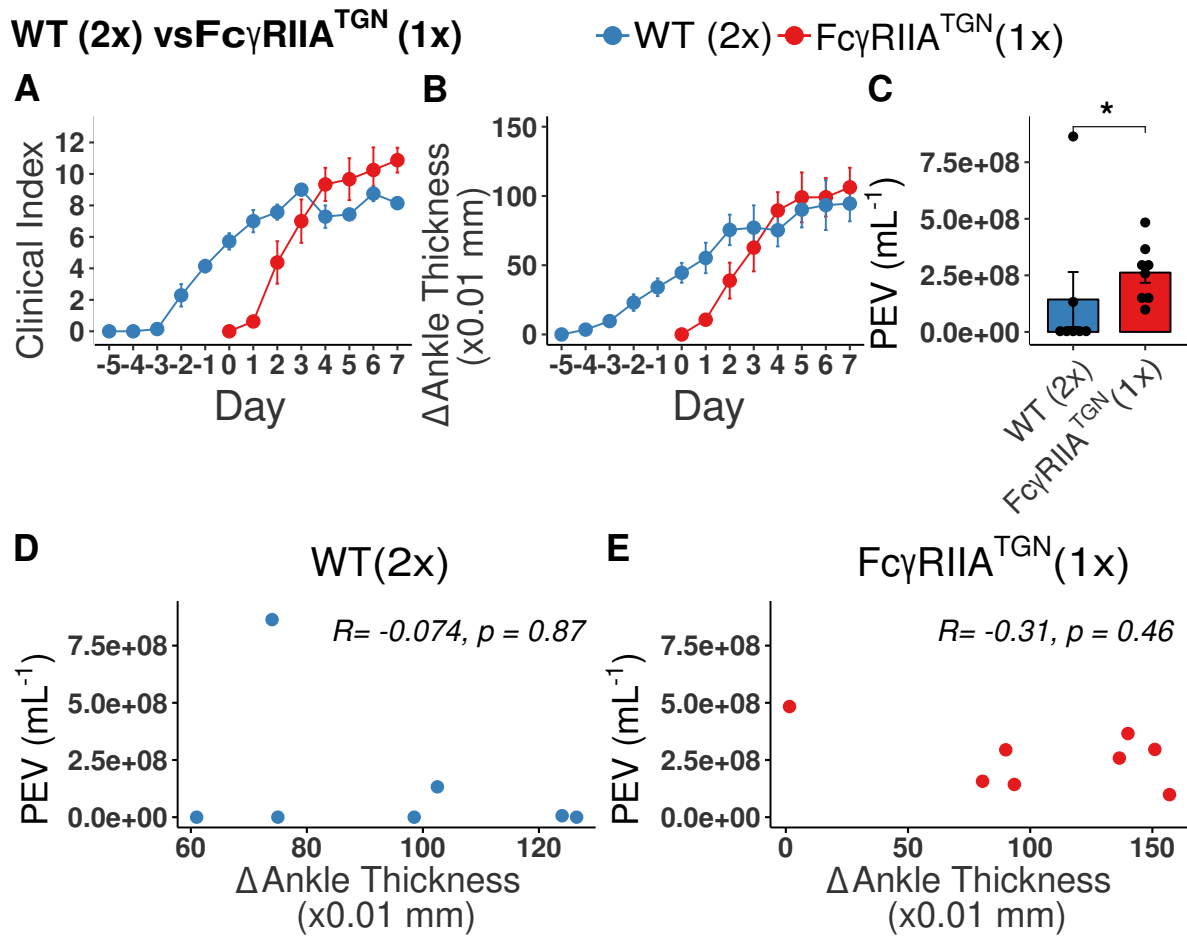 WT (2x) vsFcγRIIA^TGN (1x)
WT (2x) FcγRIIA^TGN(1x)
A
Clinical Index
12
10
8
6
4
2
0
-5 -4 -3 -2 -1 0 1 2 3 4 5 6 7
Day
B
ΔAnkle Thickness
(x0.01 mm)
150
100
50
0
-5 -4 -3 -2 -1 0 1 2 3 4 5 6 7
Day
C
*
PEV (mL^-1)
7.5e+08
5.0e+08
2.5e+08
0.0e+00
WT (2x)
FcγRIIA^TGN(1x)
D
WT(2x)
R= -0.074, p = 0.87
PEV (mL^-1)
7.5e+08
5.0e+08
2.5e+08
0.0e+00
60 80 100 120
ΔAnkle Thickness
(x0.01 mm)
E
FcγRIIA^TGN(1x)
R= -0.31, p = 0.46
PEV (mL^-1)
7.5e+08
5.0e+08
2.5e+08
0.0e+00
0 50 100 150
ΔAnkle Thickness
(x0.01 mm)